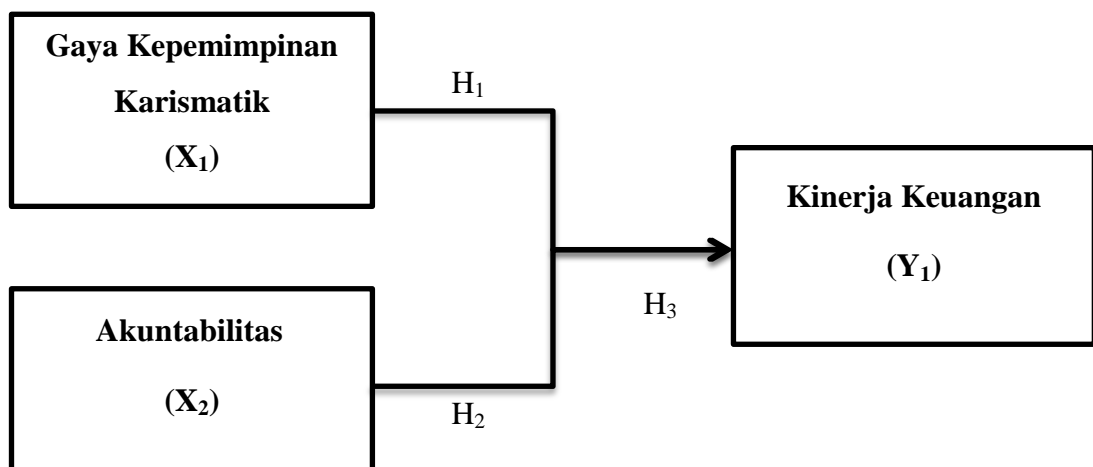 Gaya Kepemimpinan
Karismatik
(X₁)
H₁
Kinerja Keuangan
(Y₁)
H₃
Akuntabilitas
(X₂)
H₂